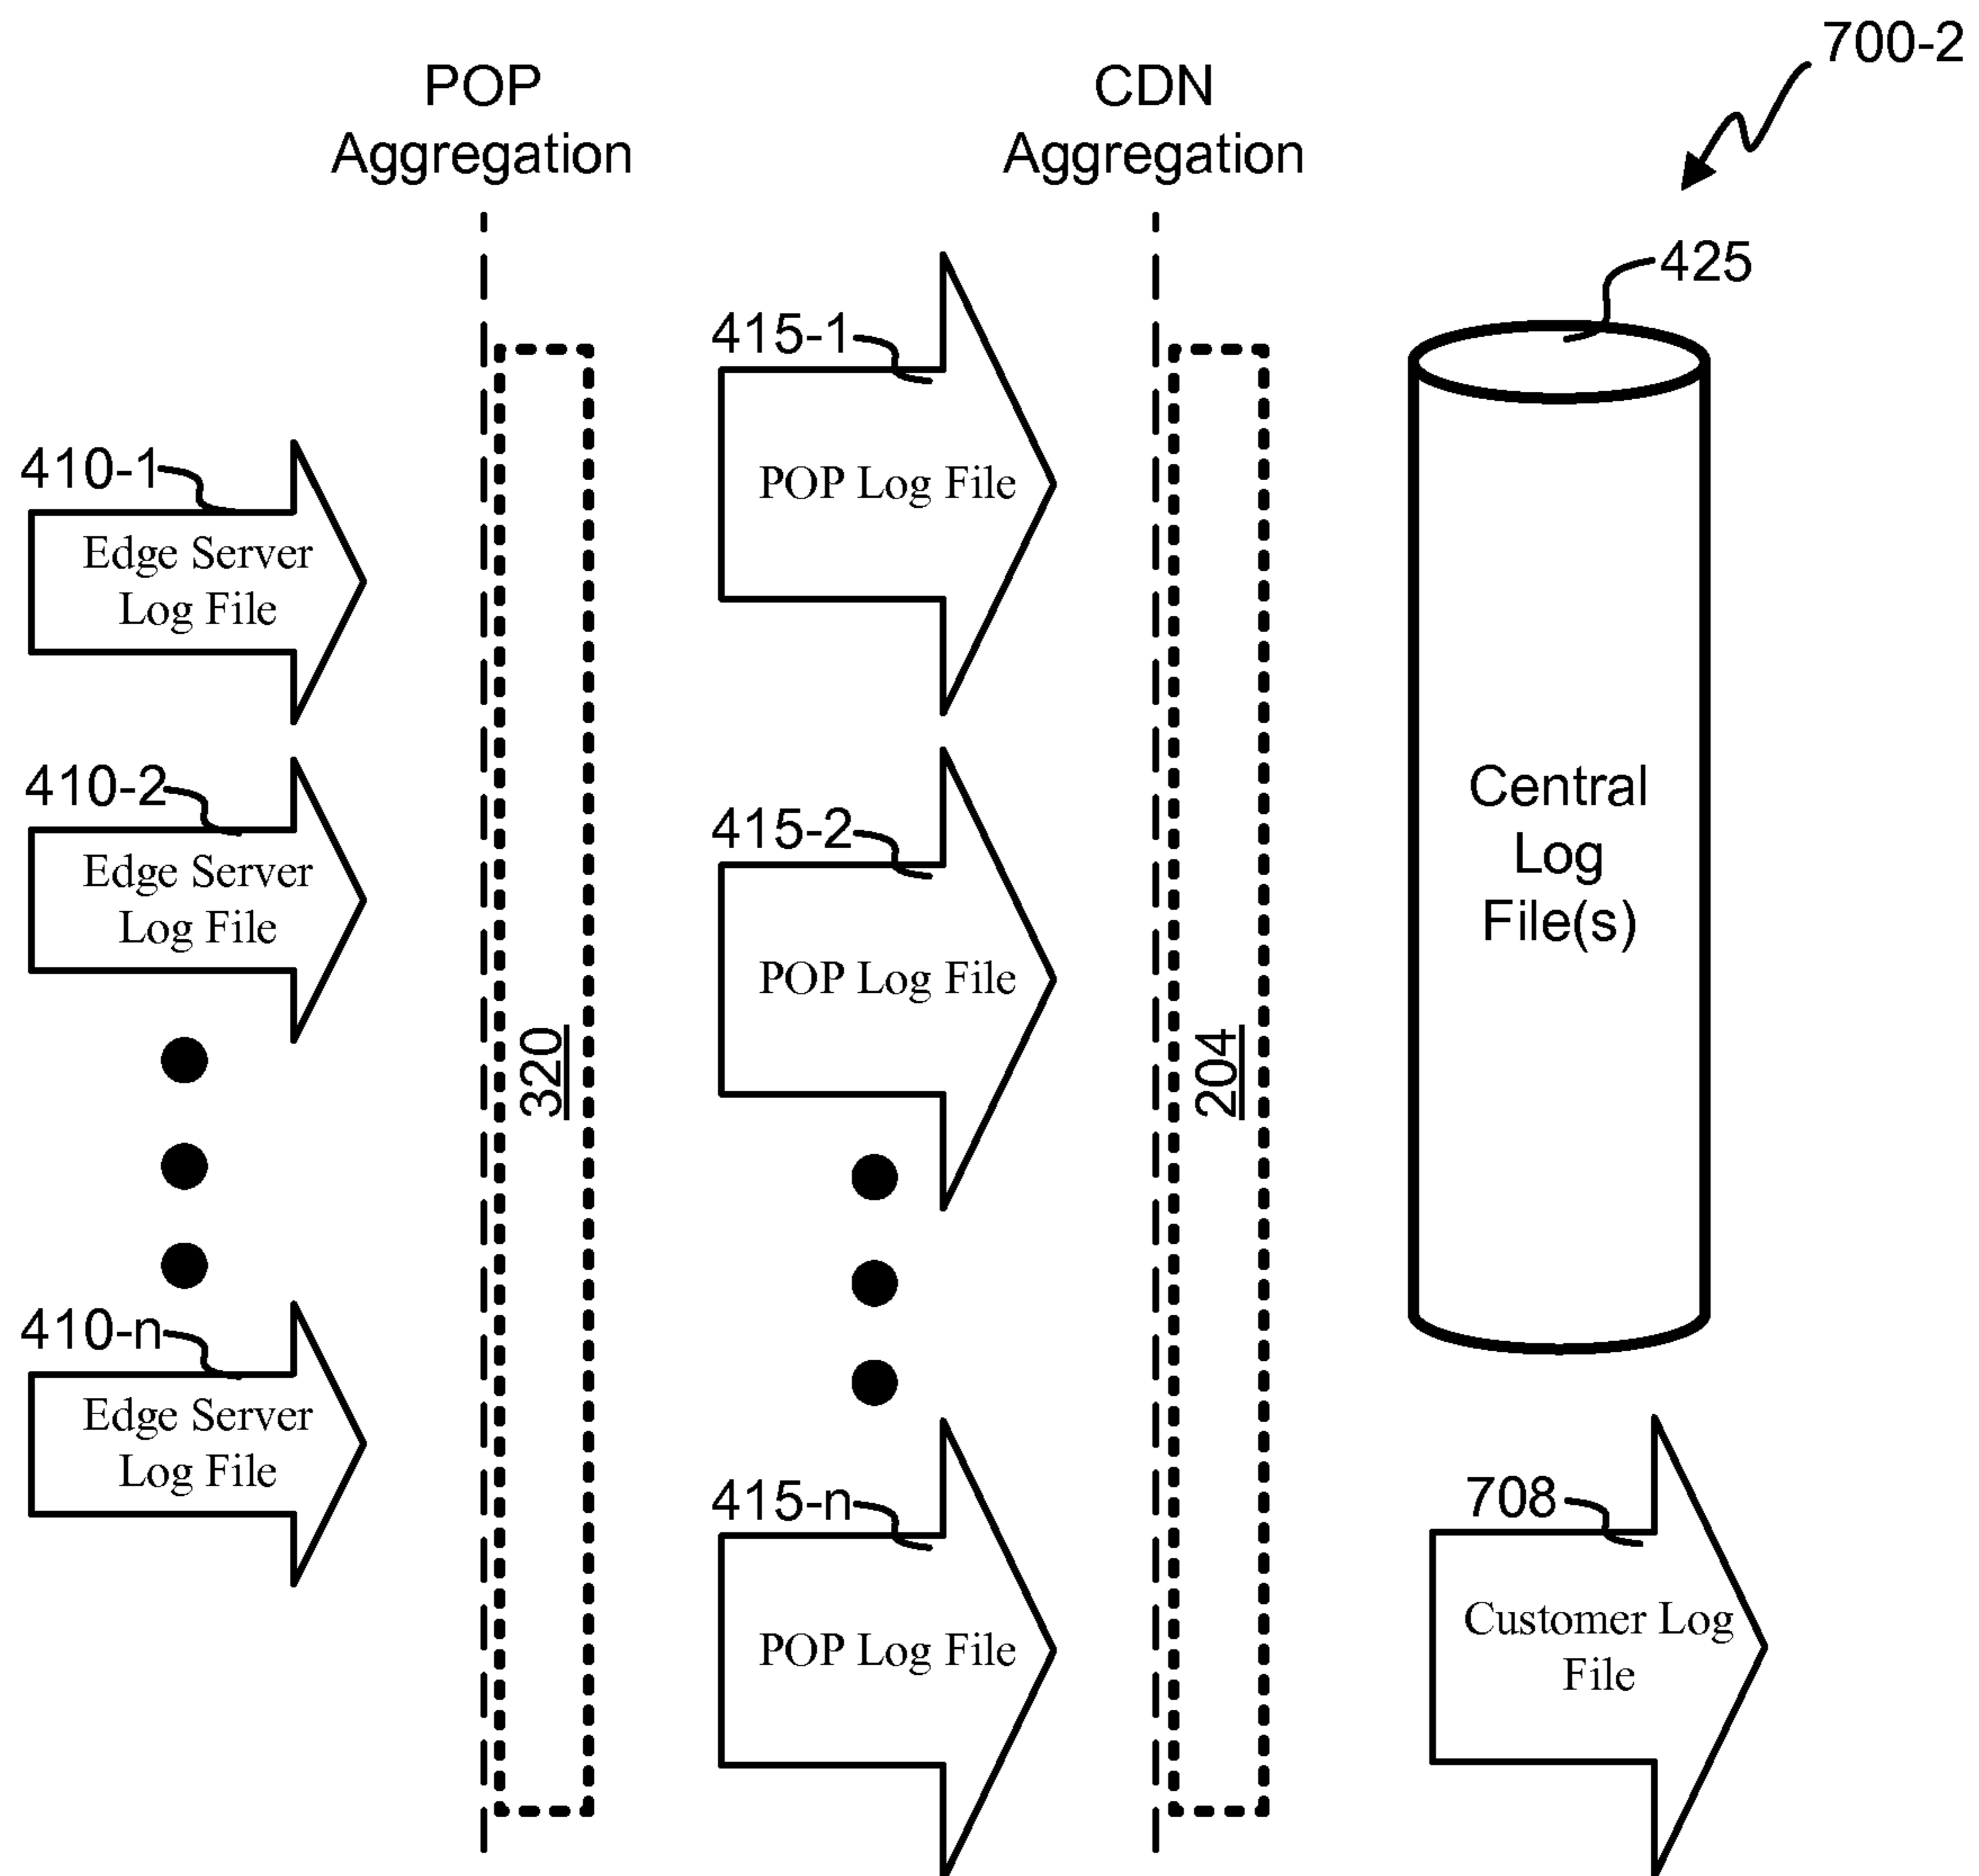 700-2
POP
Aggregation
CDN
Aggregation
425
415-1
POP Log File
410-1
Edge Server
Log File
410-2
Edge Server
Log File
415-2
POP Log File
Central
Log
File(s)
320
204
410-n
Edge Server
Log File
415-n
POP Log File
708
Customer Log
File